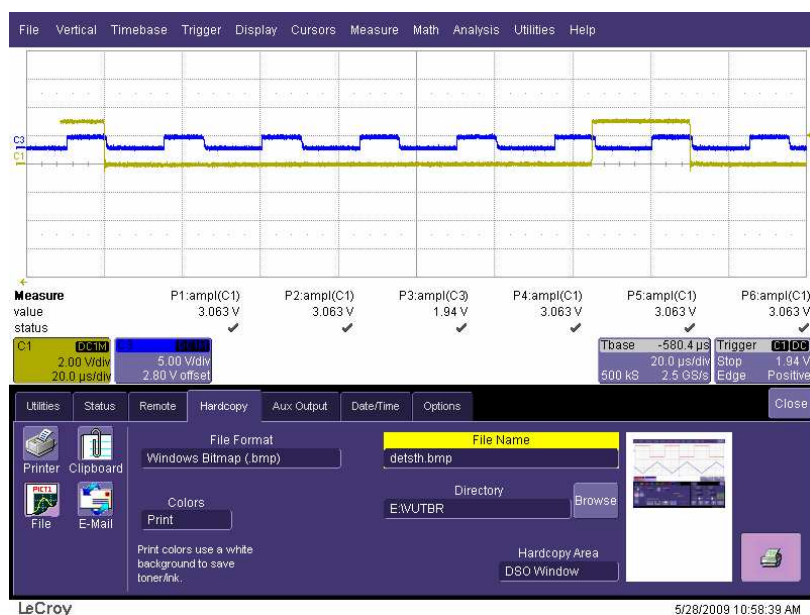 File Vertical Timebase Trigger Display Cursors Measure Math Analysis Utilities Help
C3
C1
Measure P1:ampl(C1) P2:ampl(C1) P3:ampl(C3) P4:ampl(C1) P5:ampl(C1) P6:ampl(C1)
value 3.063 V 3.063 V 1.94 V 3.063 V 3.063 V 3.063 V
status
C1 DC1M
2.00 V/div
20.0 µs/div
DC1M
5.00 V/div
2.80 V offset
Tbase -580.4 µs
20.0 µs/div
500 kS 2.5 GS/s
Trigger C1 DC
Stop 1.94 V
Edge Positive
Utilities Status Remote Hardcopy Aux Output Date/Time Options Close
Printer Clipboard
File E-Mail
File Format
Windows Bitmap (.bmp)
Colors
Print
Print colors use a white
background to save
toner/ink.
File Name
detsth.bmp
Directory
E:\VUTBR
Browse
Hardcopy Area
DSO Window
LeCroy 5/28/2009 10:58:39 AM